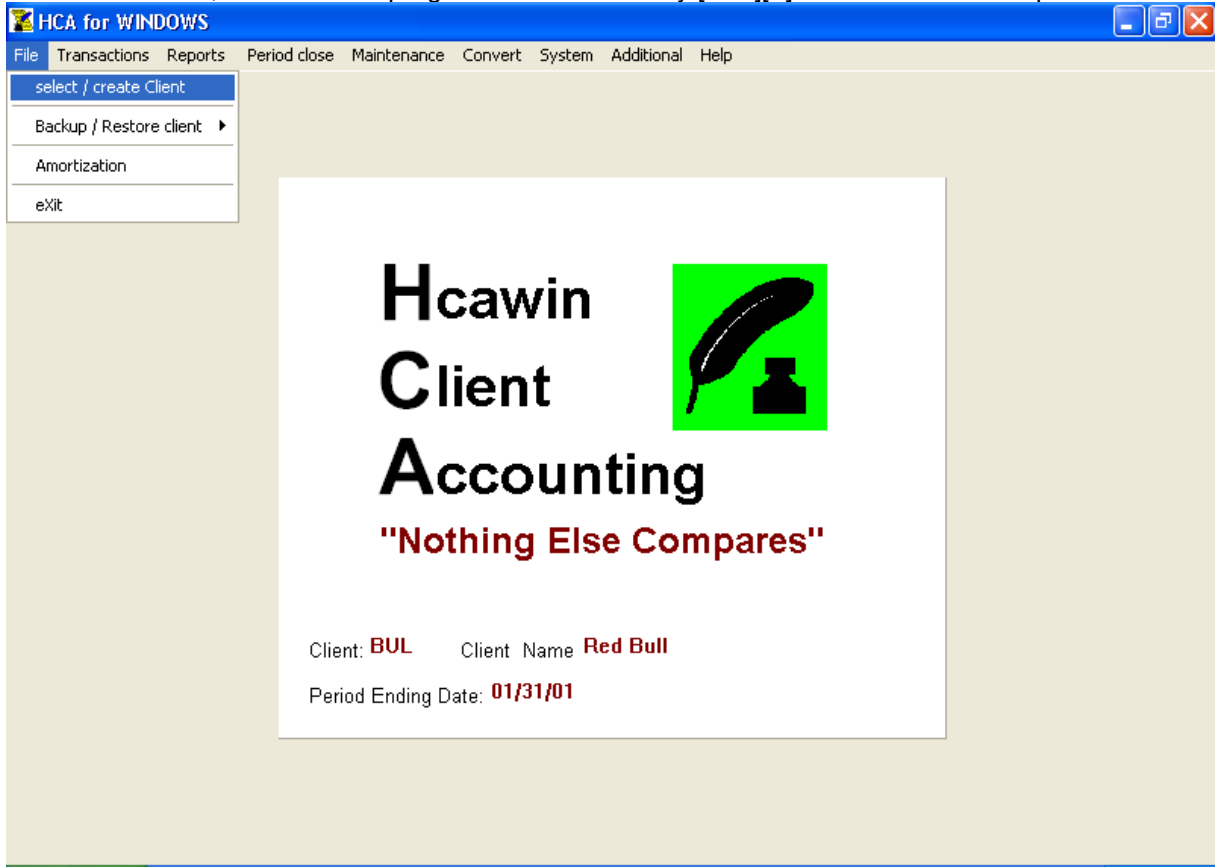 HCA for WINDOWS
File Transactions Reports Period close Maintenance Convert System Additional Help
select / create Client
Backup / Restore client
Amortization
eXit
Hcawin
Client
Accounting
"Nothing Else Compares"
Client: BUL Client Name Red Bull
Period Ending Date: 01/31/01